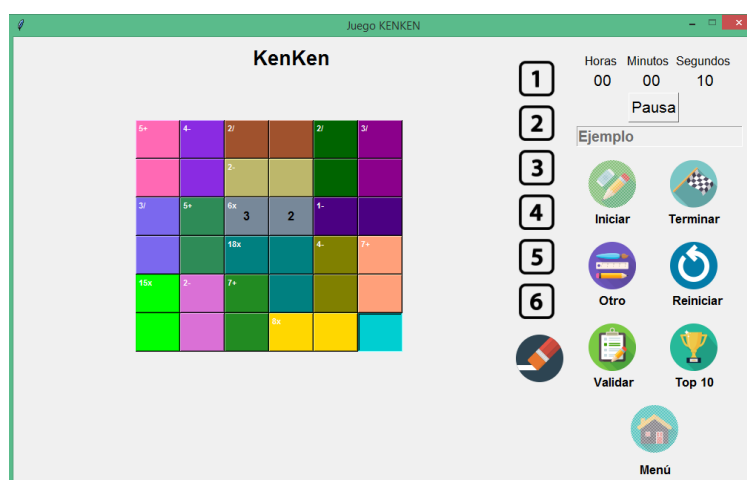 Juego KENKEN
KenKen
Horas Minutos Segundos
00 00 10
Pausa
Ejemplo
1
2
3
4
5
6
5+ 4- 2/ 2/ 3/
2-
3/ 5+ 6x 3 2 1-
18x 4- 7+
15x 2- 7+
8x
Iniciar Terminar
Otro Reiniciar
Validar Top 10
Menú